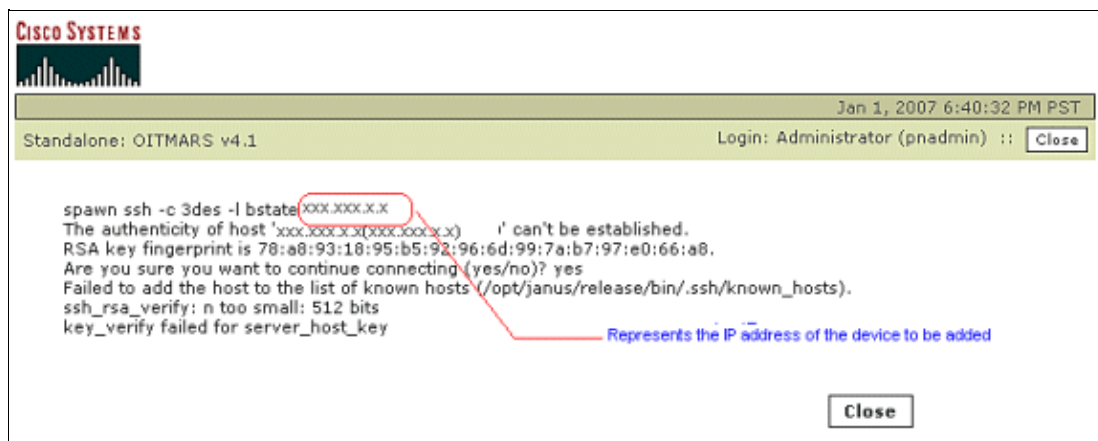 CISCO SYSTEMS
Jan 1, 2007 6:40:32 PM PST
Standalone: OITMARS v4.1
Login: Administrator (pnadmin) :: Close
spawn ssh -c 3des -l bstate xxx.xxx.x.x
The authenticity of host 'xxx.xxx.x.x(xxx.xxx.x.x) ' can't be established.
RSA key fingerprint is 78:a8:93:18:95:b5:92:96:6d:99:7a:b7:97:e0:66:a8.
Are you sure you want to continue connecting (yes/no)? yes
Failed to add the host to the list of known hosts (/opt/janus/release/bin/.ssh/known_hosts).
ssh_rsa_verify: n too small: 512 bits
key_verify failed for server_host_key
Represents the IP address of the device to be added
Close